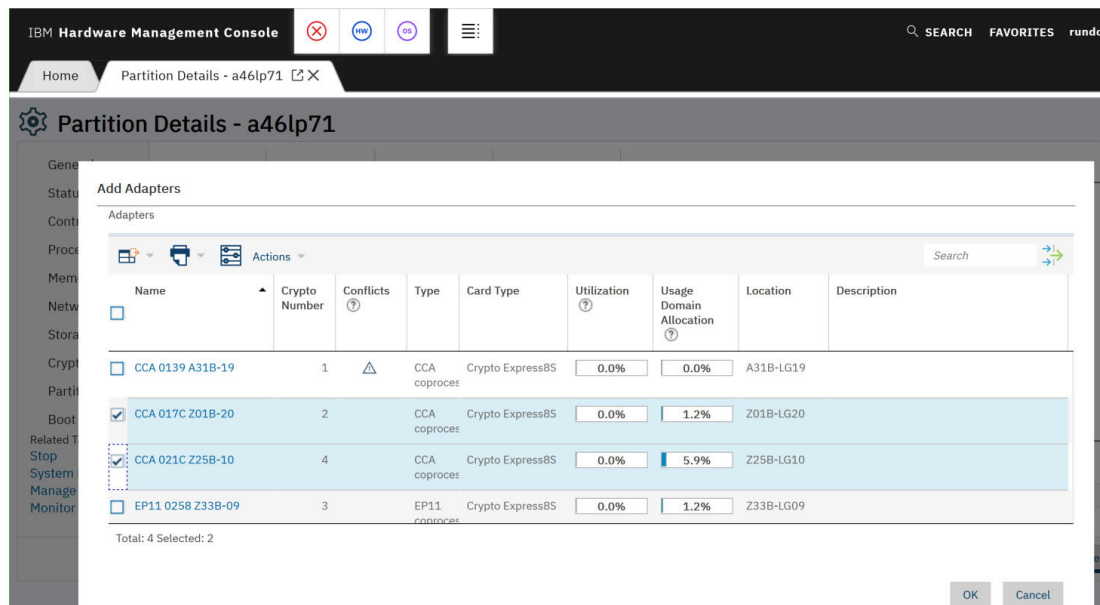 IBM Hardware Management Console HW OS SEARCH FAVORITES
Home Partition Details - a46lp71
Partition Details - a46lp71
Add Adapters
Adapters
Actions Search
Name Crypto Number Conflicts Type Card Type Utilization Usage Domain Allocation Location Description
CCA 0139 A31B-19 1 CCA Crypto Express8S 0.0% 0.0% A31B-LG19
CCA 017C Z01B-20 2 CCA Crypto Express8S 0.0% 1.2% Z01B-LG20
CCA 021C Z25B-10 4 CCA Crypto Express8S 0.0% 5.9% Z25B-LG10
EP11 0258 Z33B-09 3 EP11 Crypto Express8S 0.0% 1.2% Z33B-LG09
Total: 4 Selected: 2
Boot
Related
Stop
System
Manage
Monitor
OK Cancel